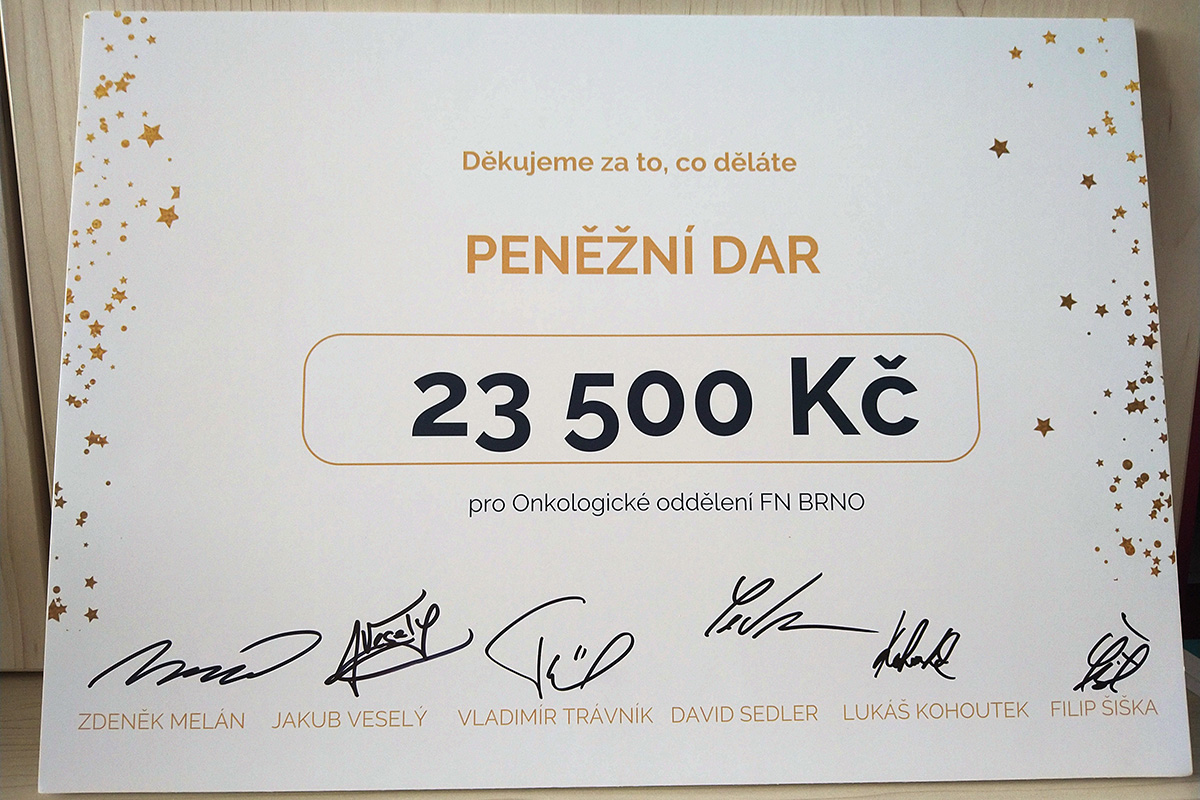 Děkujeme za to, co děláte
PENĚŽNÍ DAR
23 500 Kč
pro Onkologické oddělení FN BRNO
Veselý
ZDENĚK MELÁN JAKUB VESELÝ VLADIMÍR TRÁVNÍK DAVID SEDLER LUKÁŠ KOHOUTEK FILIP ŠIŠKA